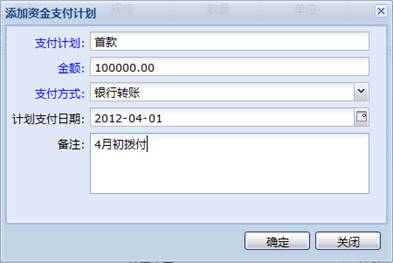 添加资金支付计划
规格 数量 单位
支付计划: 首款
金额: 100000.00
支付方式: 银行转账
计划支付日期: 2012-04-01
备注: 4月初拨付
确定 关闭